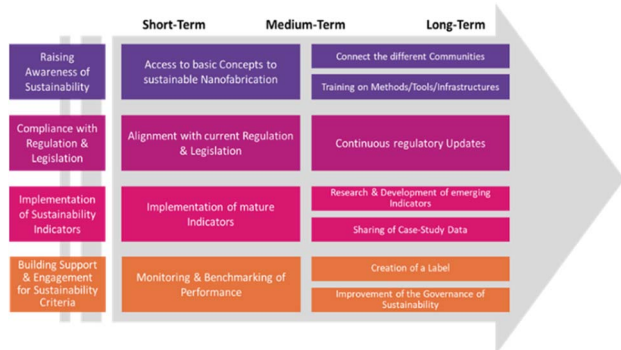 Short-Term Medium-Term Long-Term
Raising
Awareness of
Sustainability
Access to basic Concepts to
sustainable Nanofabrication
Connect the different Communities
Training on Methods/Tools/Infrastructures
Compliance with
Regulation &
Legislation
Alignment with current Regulation
& Legislation
Continuous regulatory Updates
Implementation
of Sustainability
Indicators
Implementation of mature
Indicators
Research & Development of emerging
Indicators
Sharing of Case-Study Data
Building Support
& Engagement
for Sustainability
Criteria
Monitoring & Benchmarking of
Performance
Creation of a Label
Improvement of the Governance of
Sustainability